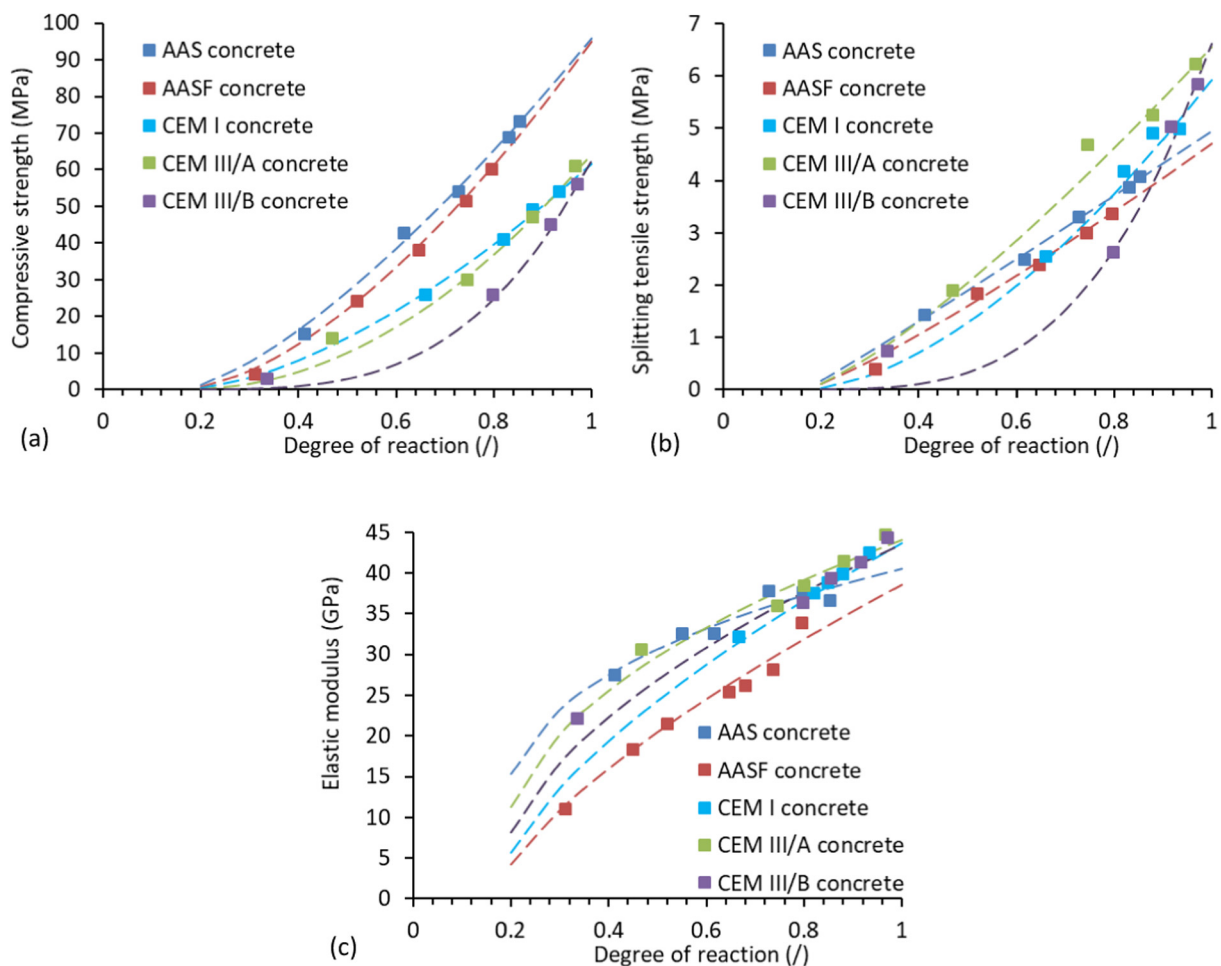 100
90
80
70
60
50
40
30
20
10
0
Compressive strength (MPa)
AAS concrete
AASF concrete
CEM I concrete
CEM III/A concrete
CEM III/B concrete
0 0.2 0.4 0.6 0.8 1
Degree of reaction (/)
(a)
7
6
5
4
3
2
1
0
Splitting tensile strength (MPa)
AAS concrete
AASF concrete
CEM I concrete
CEM III/A concrete
CEM III/B concrete
0 0.2 0.4 0.6 0.8 1
Degree of reaction (/)
(b)
45
40
35
30
25
20
15
10
5
0
Elastic modulus (GPa)
AAS concrete
AASF concrete
CEM I concrete
CEM III/A concrete
CEM III/B concrete
0 0.2 0.4 0.6 0.8 1
Degree of reaction (/)
(c)